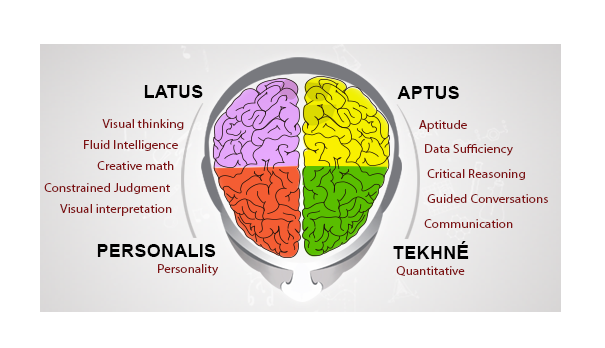 LATUS
Visual thinking
Fluid Intelligence
Creative math
Constrained Judgment
Visual interpretation
PERSONALIS
Personality
APTUS
Aptitude
Data Sufficiency
Critical Reasoning
Guided Conversations
Communication
TEKHNÉ
Quantitative